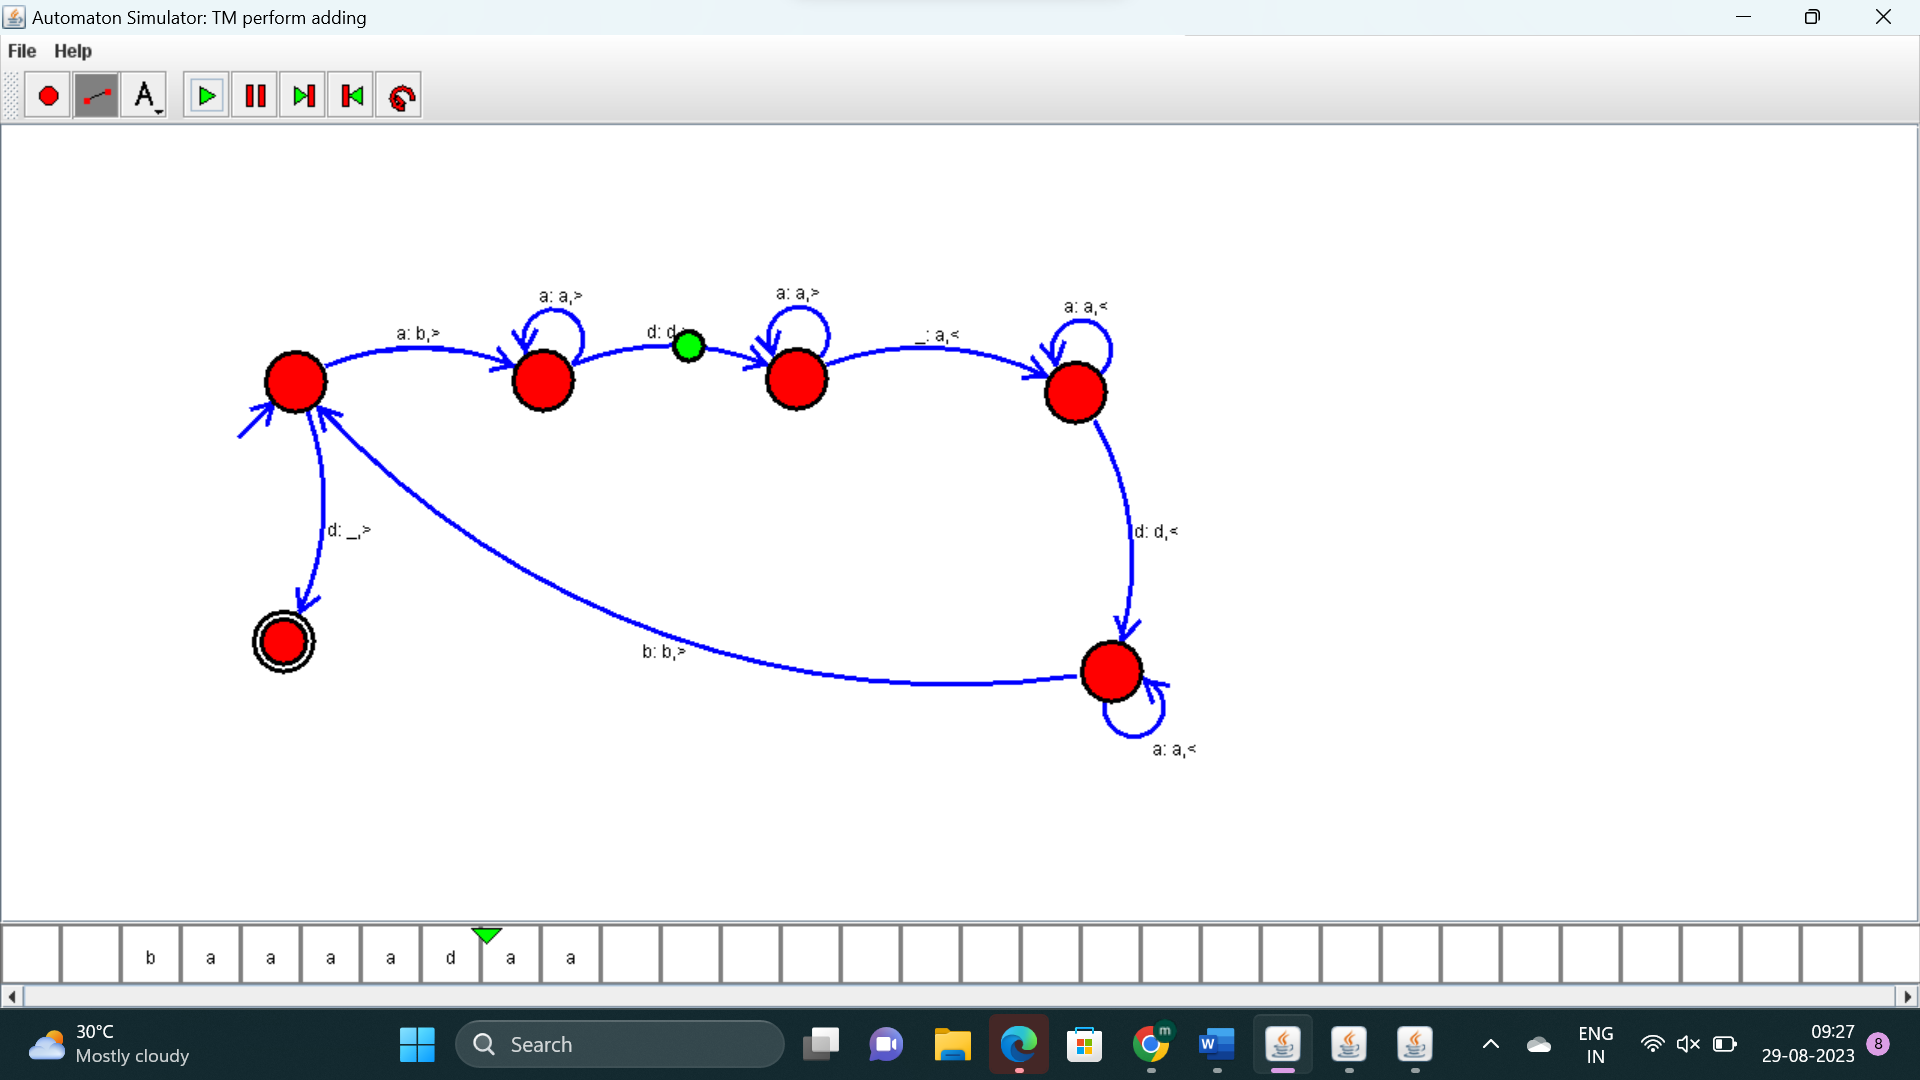 Automaton Simulator: TM perform adding
File Help
A
a: a,>
a: a,>
a: a,<
a: b,>
d: d
_: a,<
d: _,>
d: d,<
b: b,>
a: a,<
b a a a a d a a
30°C
Mostly cloudy
Search
m
W
ENG
IN
09:27
29-08-2023
8